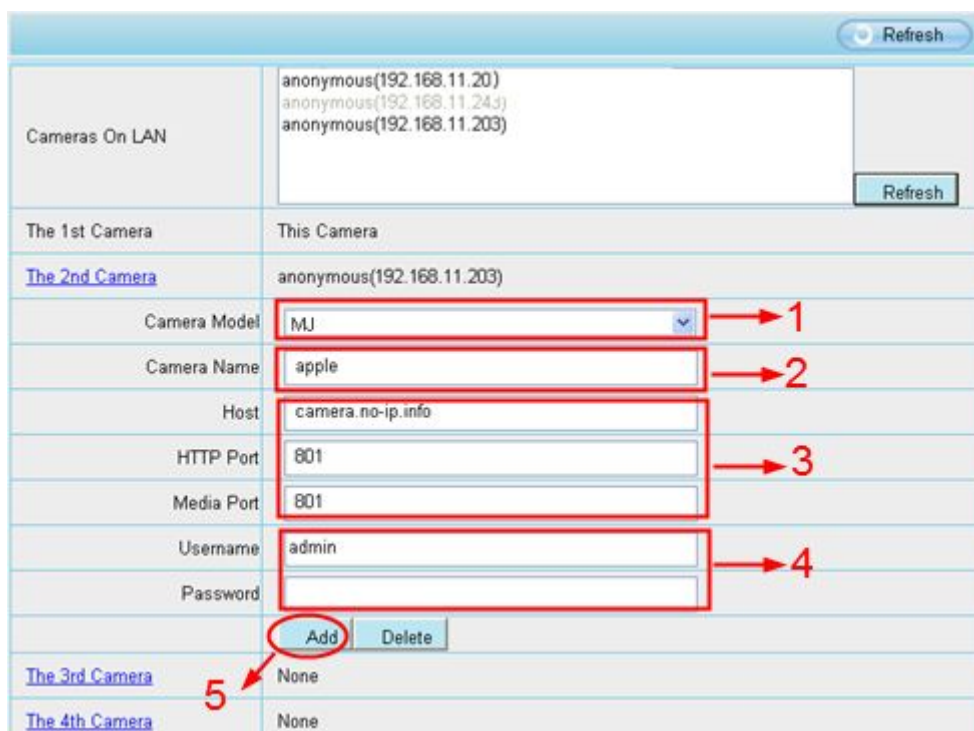 Refresh
Cameras On LAN
anonymous(192.168.11.20)
anonymous(192.168.11.243)
anonymous(192.168.11.203)
Refresh
The 1st Camera This Camera
The 2nd Camera anonymous(192.168.11.203)
Camera Model MJ 1
Camera Name apple 2
Host camera.no-ip.info
HTTP Port 801 3
Media Port 801
Username admin
4
Password
Add Delete
5
The 3rd Camera None
The 4th Camera None